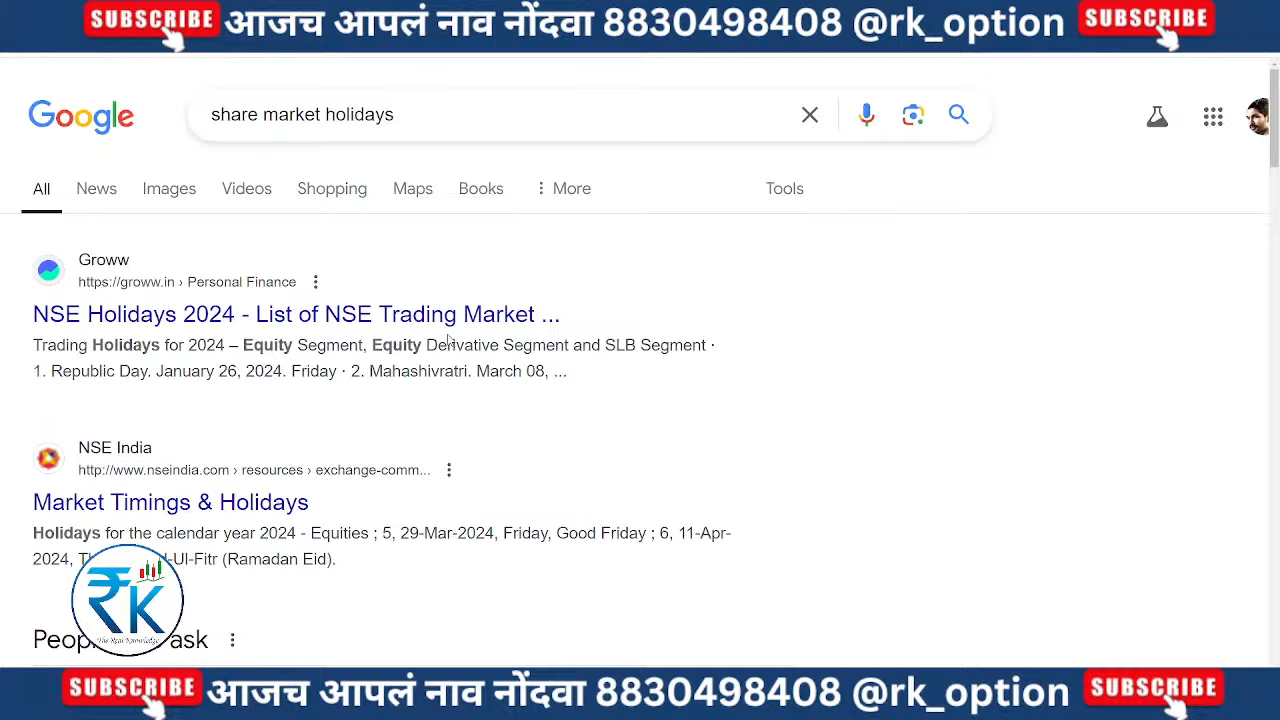 SUBSCRIBE आजच आपलं नाव नोंदवा 8830498408 @rk_option SUBSCRIBE
Google share market holidays
All News Images Videos Shopping Maps Books More Tools
Groww
https://groww.in › Personal Finance
NSE Holidays 2024 - List of NSE Trading Market ...
Trading Holidays for 2024 – Equity Segment, Equity Derivative Segment and SLB Segment ·
1. Republic Day. January 26, 2024. Friday · 2. Mahashivratri. March 08, ...
NSE India
http://www.nseindia.com › resources › exchange-comm...
Market Timings & Holidays
Holidays for the calendar year 2024 - Equities ; 5, 29-Mar-2024, Friday, Good Friday ; 6, 11-Apr-
2024, -Ul-Fitr (Ramadan Eid).
RK
The Real Knowledge
ask
SUBSCRIBE आजच आपलं नाव नोंदवा 8830498408 @rk_option SUBSCRIBE